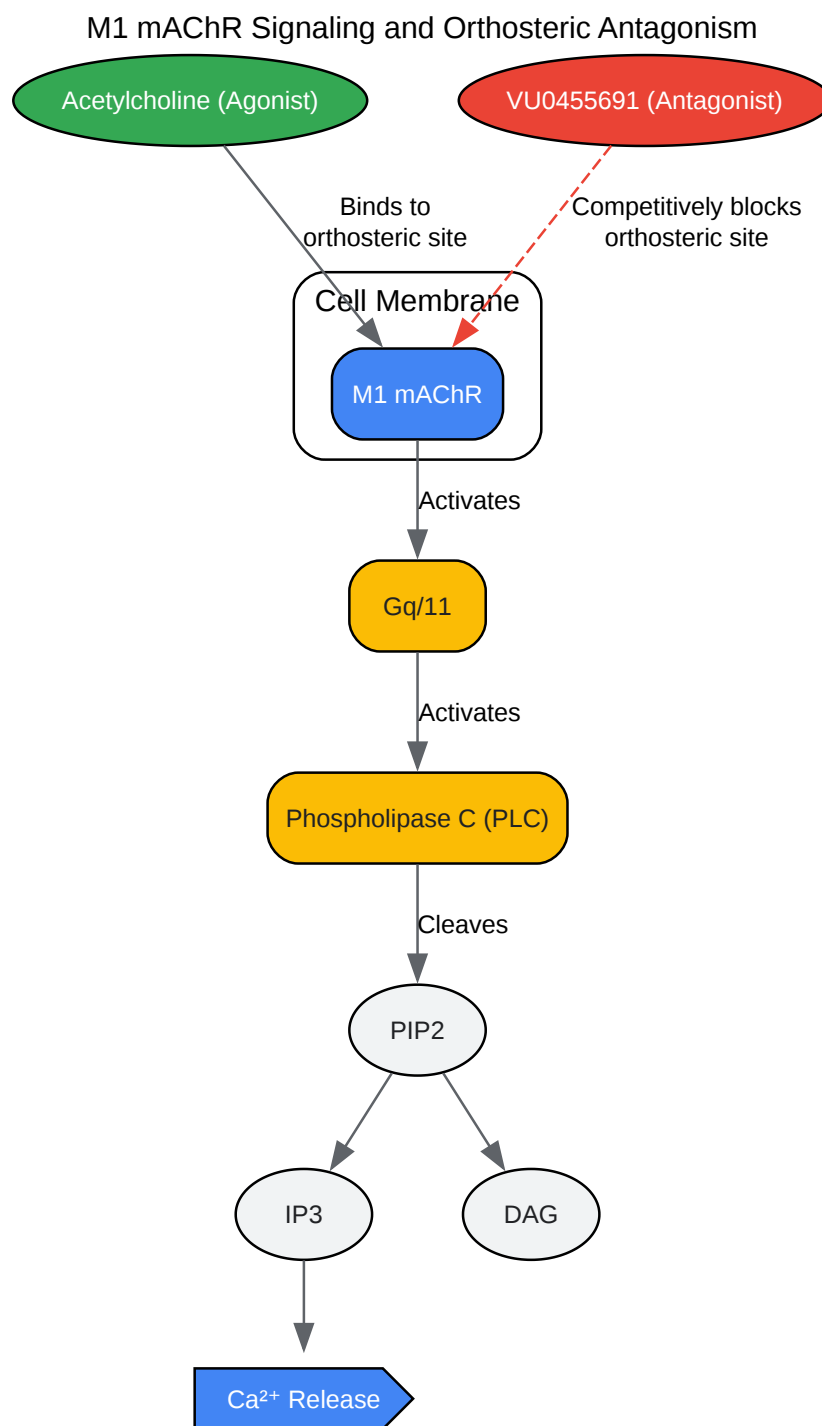 M1 mAChR Signaling and Orthosteric Antagonism
Acetylcholine (Agonist)
VU0455691 (Antagonist)
Binds to
orthosteric site
Competitively blocks
orthosteric site
Cell Membrane
M1 mAChR
Activates
Gq/11
Activates
Phospholipase C (PLC)
Cleaves
PIP2
IP3
DAG
Ca²⁺ Release